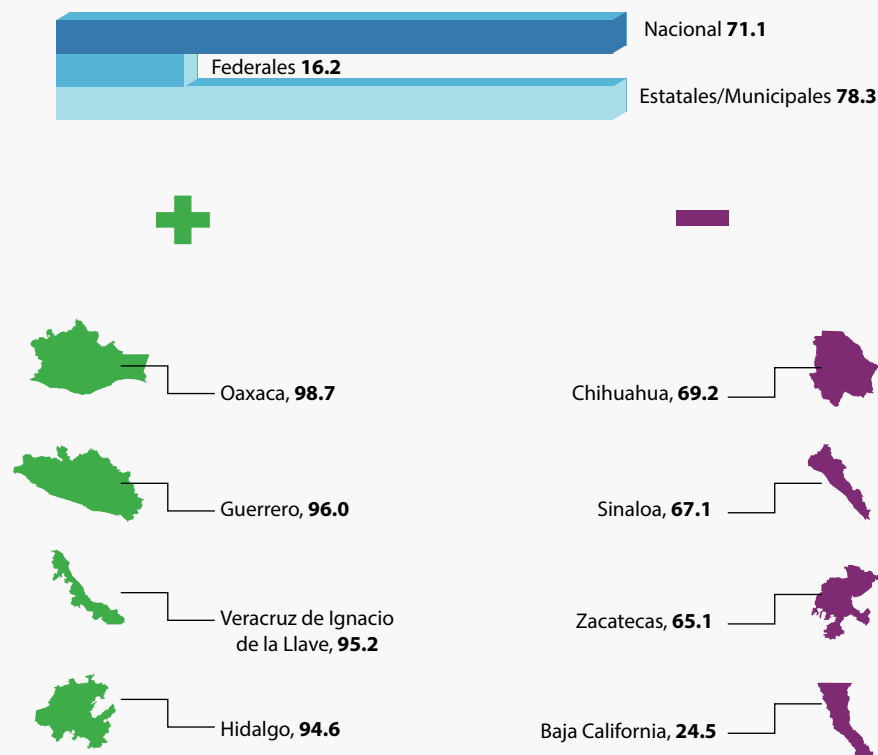 Nacional 71.1
Federales 16.2
Estatales/Municipales 78.3
Oaxaca, 98.7
Chihuahua, 69.2
Guerrero, 96.0
Sinaloa, 67.1
Veracruz de Ignacio
de la Llave, 95.2
Zacatecas, 65.1
Hidalgo, 94.6
Baja California, 24.5